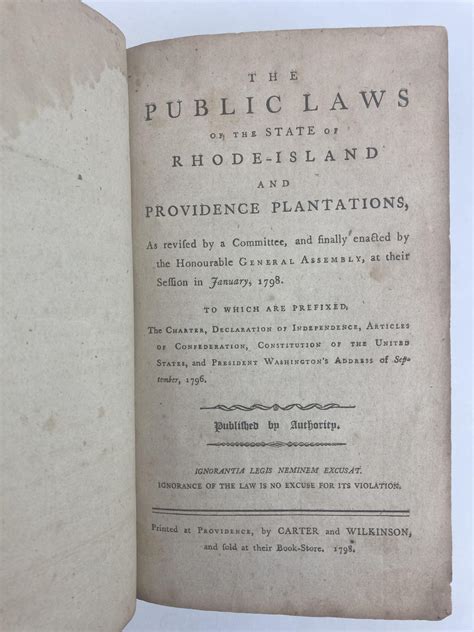 THE
PUBLIC LAWS
OF THE STATE OF
RHODE-ISLAND
AND
PROVIDENCE PLANTATIONS,
As revised by a Committee, and finally enacted by
the Honourable GENERAL ASSEMBLY, at their
Session in January, 1798.
TO WHICH ARE PREFIXED,
THE CHARTER, DECLARATION OF INDEPENDENCE, ARTICLES
OF CONFEDERATION, CONSTITUTION OF THE UNITED
STATES, and PRESIDENT WASHINGTON'S ADDRESS of Sep-
tember, 1796.
Published by Authority.
IGNORANTIA LEGIS NEMINEM EXCUSAT.
IGNORANCE OF THE LAW IS NO EXCUSE FOR ITS VIOLATION.
Printed at PROVIDENCE, by CARTER and WILKINSON,
and sold at their Book-Store. 1798.